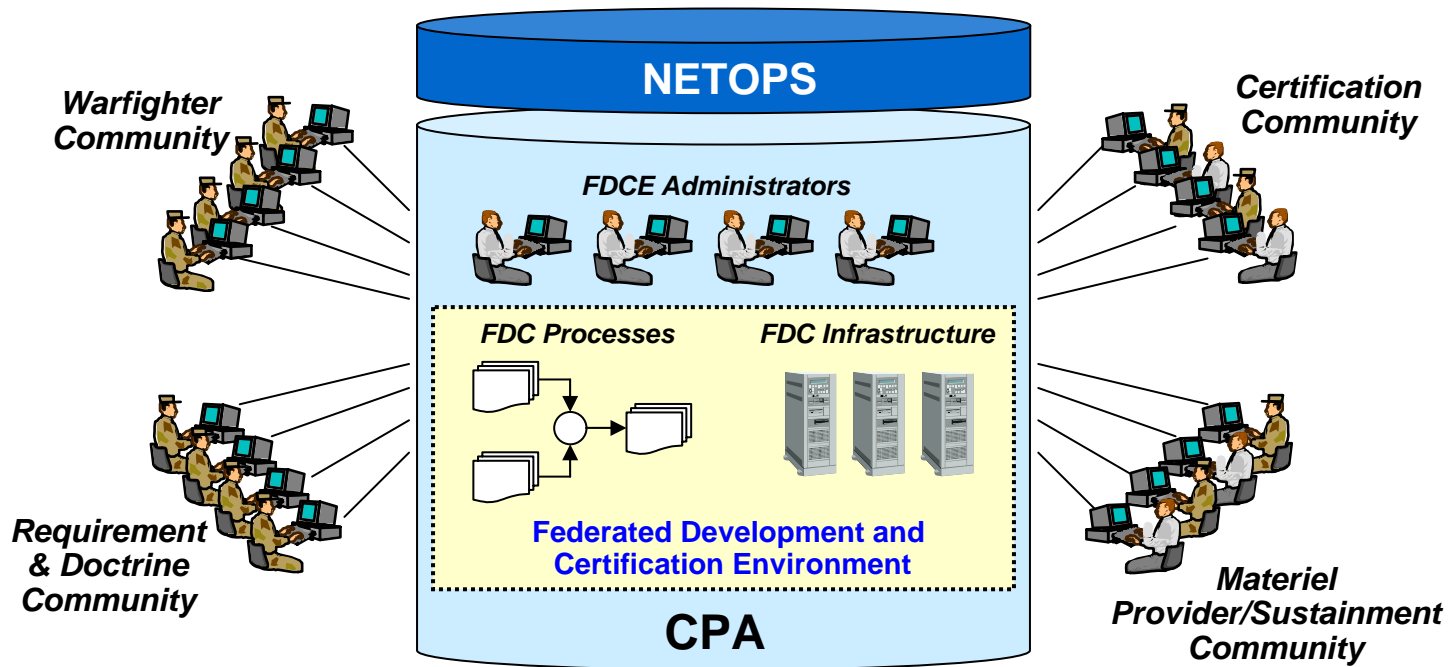 NETOPS
Warfighter
Community
Certification
Community
FDCE Administrators
FDC Processes
FDC Infrastructure
Federated Development and
Certification Environment
Requirement
& Doctrine
Community
Materiel
Provider/Sustainment
Community
CPA